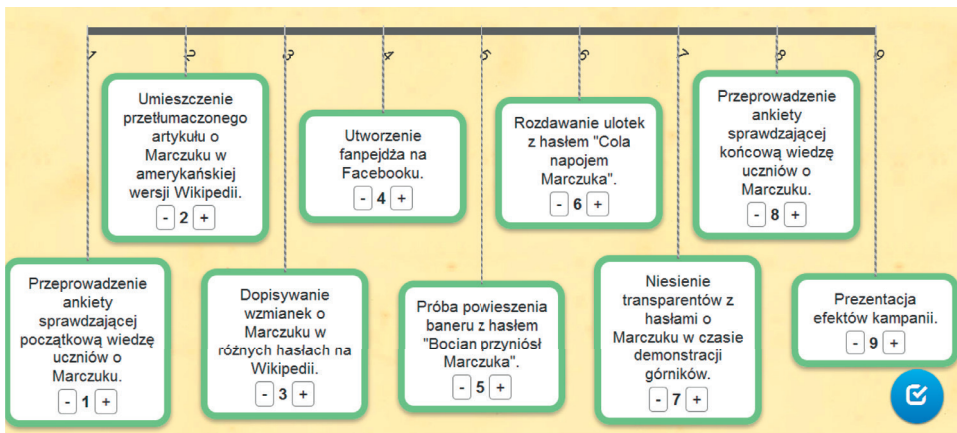 1
2
3
4
5
6
7
8
9
Przeprowadzenie
ankiety
sprawdzającej
początkową wiedzę
uczniów o
Marczuku.
- 1 +
Umieszczenie
przetłumaczonego
artykułu o
Marczuku w
amerykańskiej
wersji Wikipedii.
- 2 +
Dopisywanie
wzmianek o
Marczuku w
różnych hasłach na
Wikipedii.
- 3 +
Utworzenie
fanpejdża na
Facebooku.
- 4 +
Próba powieszenia
baneru z hasłem
"Bocian przyniósł
Marczuka".
- 5 +
Rozdawanie ulotek
z hasłem "Cola
napojem
Marczuka".
- 6 +
Niesienie
transparentów z
hasłami o
Marczuku w czasie
demonstracji
górników.
- 7 +
Przeprowadzenie
ankiety
sprawdzającej
końcową wiedzę
uczniów o
Marczuku.
- 8 +
Prezentacja
efektów kampanii.
- 9 +